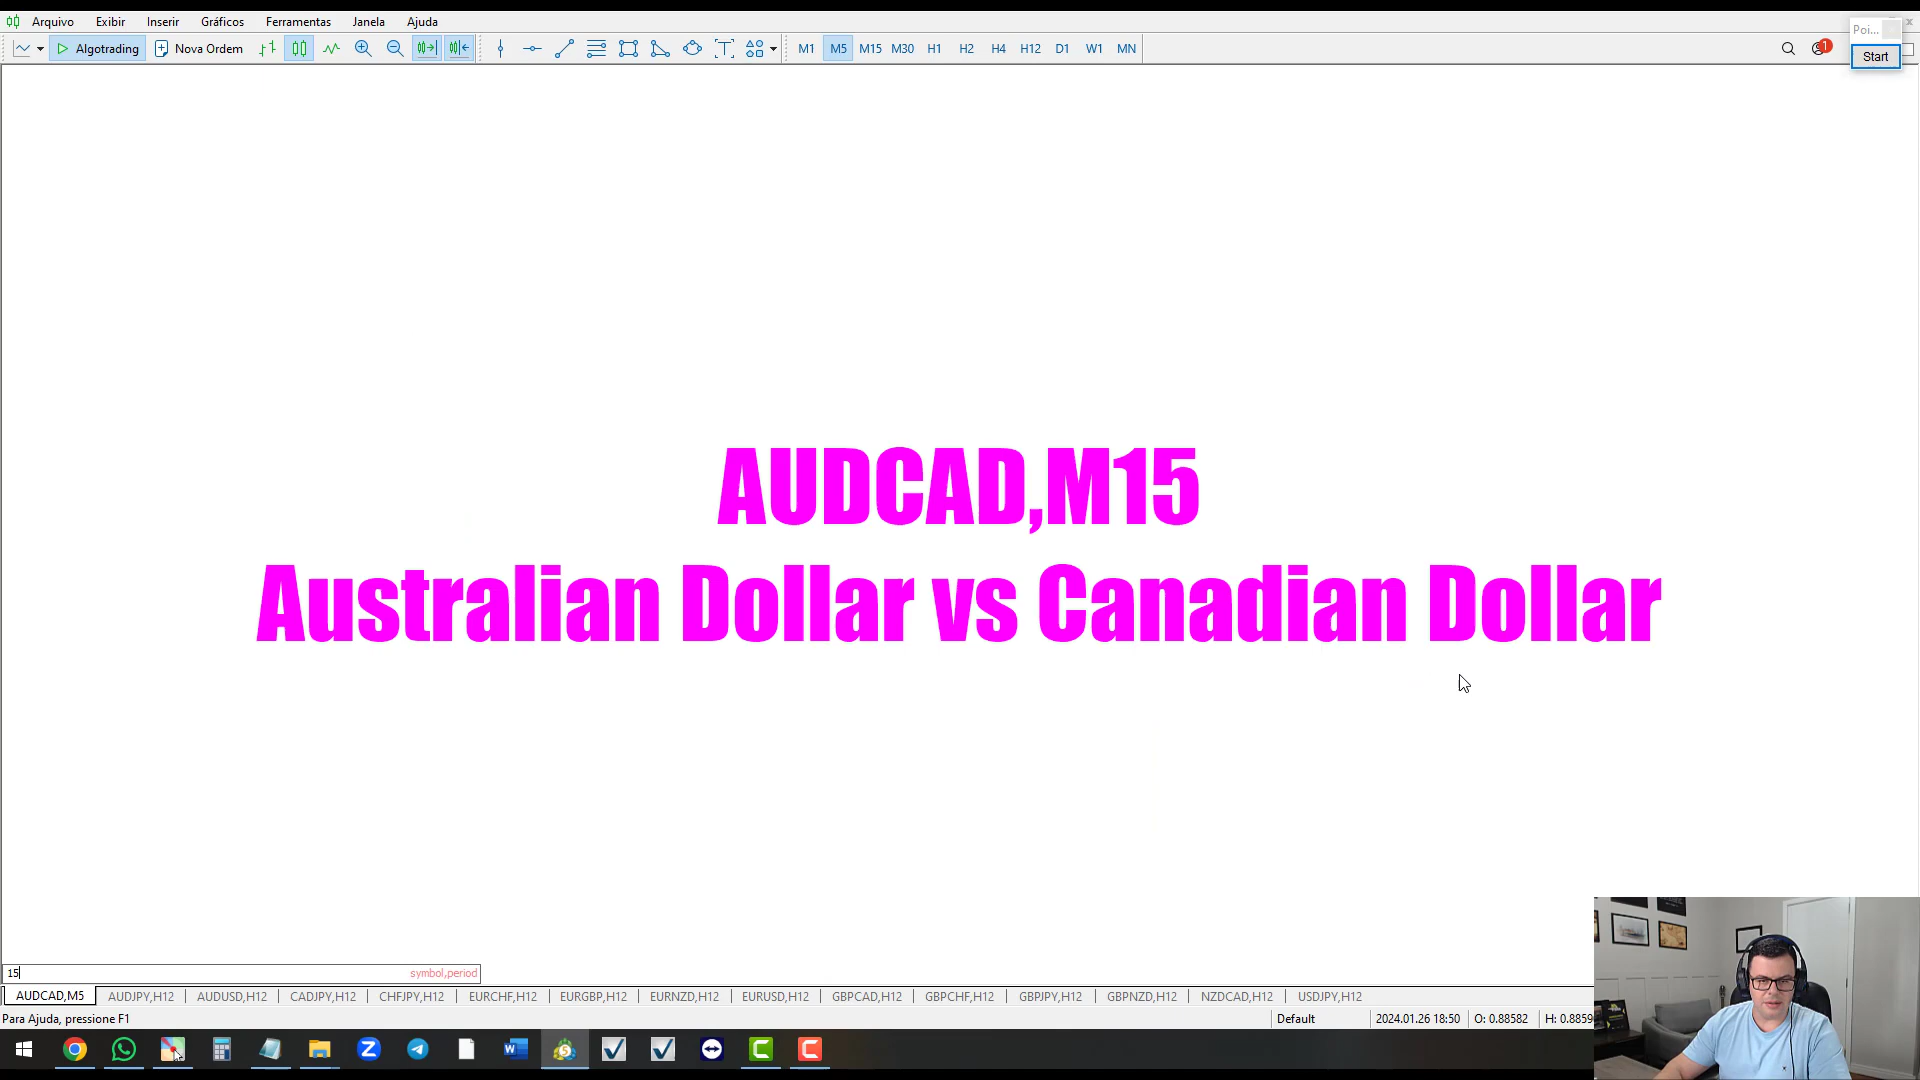 Arquivo Exibir Inserir Gráficos Ferramentas Janela Ajuda
Poi...
Algotrading Nova Ordem M1 M5 M15 M30 H1 H2 H4 H12 D1 W1 MN 1
Start
AUDCAD,M15
Australian Dollar vs Canadian Dollar
15 symbol,period
AUDCAD,M5 AUDJPY,H12 AUDUSD,H12 CADJPY,H12 CHFJPY,H12 EURCHF,H12 EURGBP,H12 EURNZD,H12 EURUSD,H12 GBPCAD,H12 GBPCHF,H12 GBPJPY,H12 GBPNZD,H12 NZDCAD,H12 USDJPY,H12
Para Ajuda, pressione F1 Default 2024.01.26 18:50 O: 0.88582 H: 0.8859